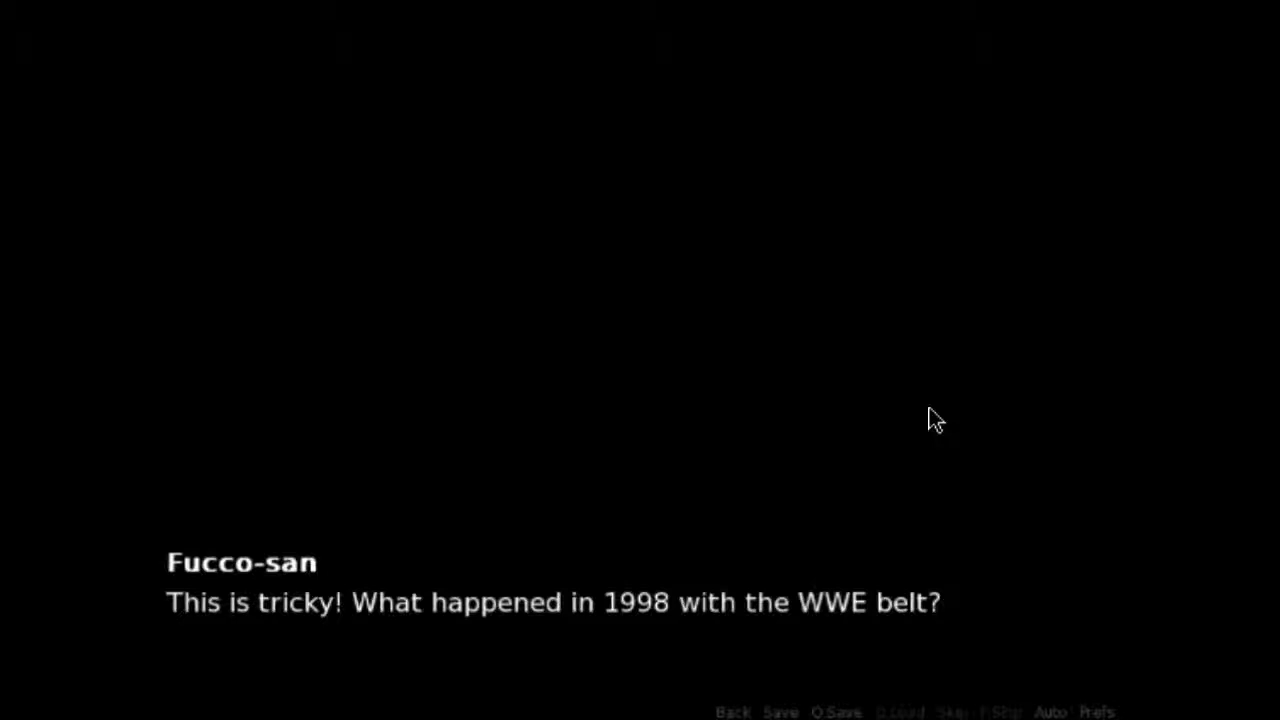 Fucco-san
This is tricky! What happened in 1998 with the WWE belt?
Back Save Q.Save Auto Prefs